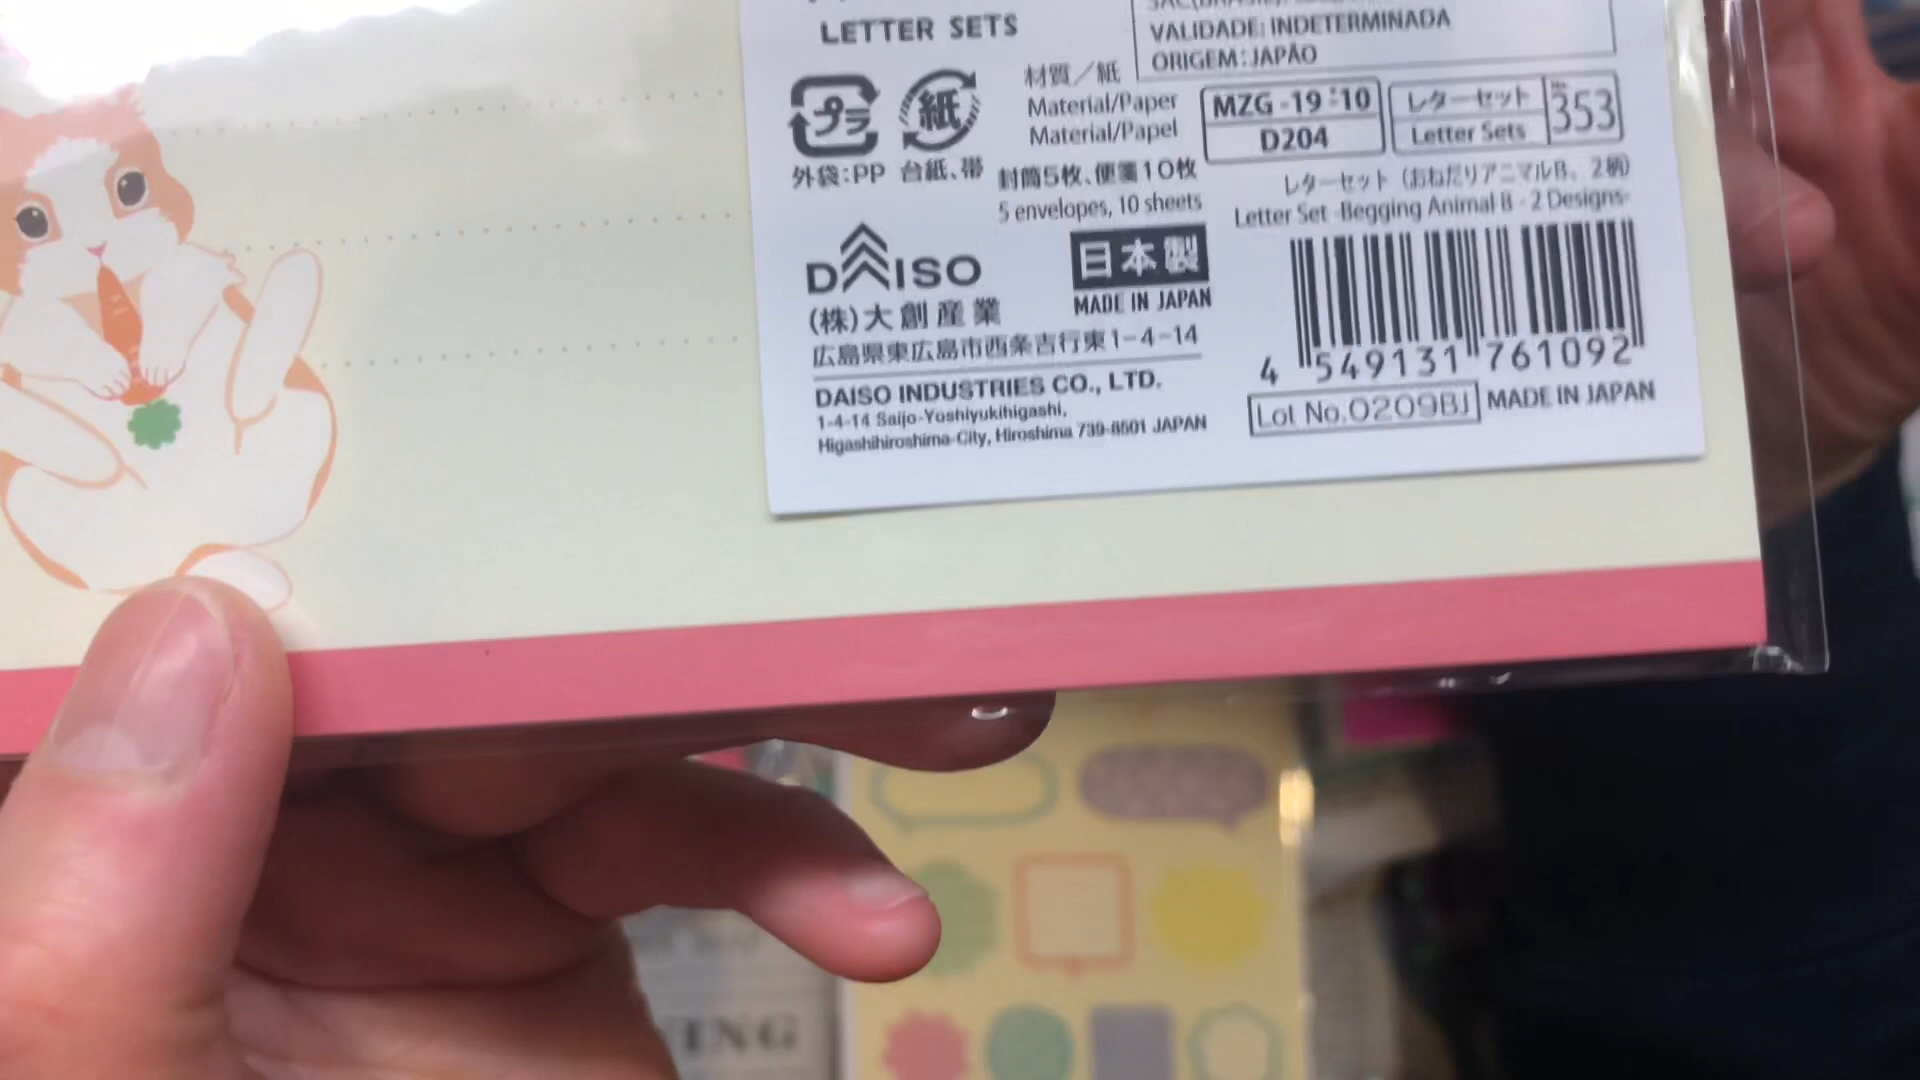 LETTER SETS
VALIDADE: INDETERMINADA
ORIGEM: JAPÃO
プラ
紙
外袋:PP
台紙、帯
材質/紙
Material/Paper
Material/Papel
封筒5枚、便箋10枚
5 envelopes, 10 sheets
MZG-19-'10
D204
レターセット
Letter Sets
353
レターセット(おねだりアニマルB、2柄)
Letter Set -Begging Animal B - 2 Designs-
DAISO
(株)大創産業
広島県東広島市西条吉行東1-4-14
DAISO INDUSTRIES CO., LTD.
1-4-14 Saijo-Yoshiyukihigashi,
Higashihiroshima-City, Hiroshima 739-8501 JAPAN
日本製
MADE IN JAPAN
4 549131 761092
Lot No.0209BJ
MADE IN JAPAN